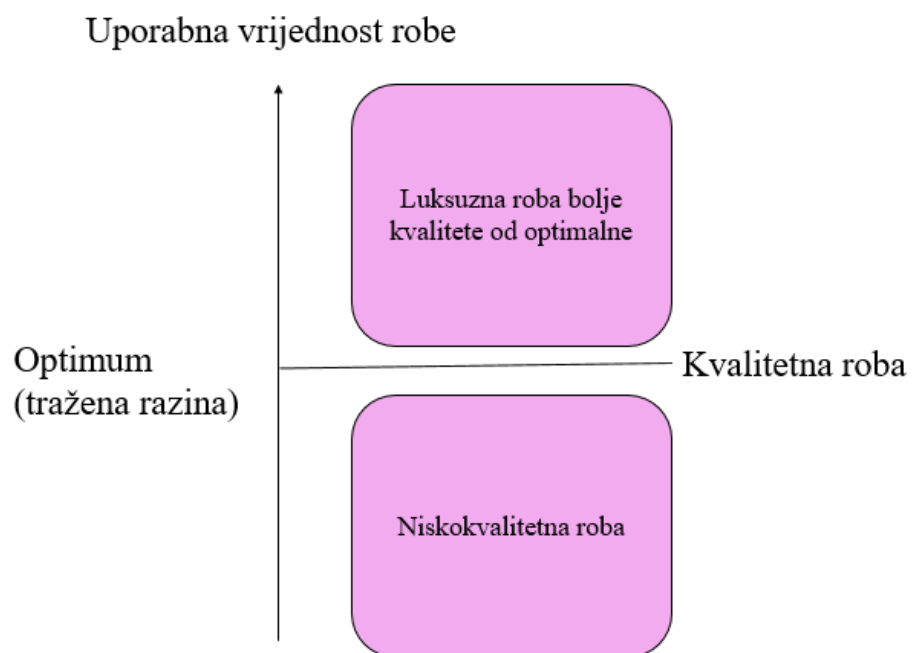 Uporabna vrijednost robe
Luksuzna roba bolje
kvalitete od optimalne
Optimum
(tražena razina)
Kvalitetna roba
Niskokvalitetna roba